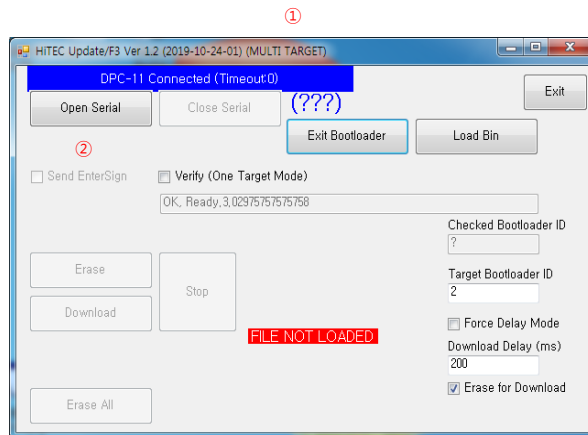 ①
HiTEC Update/F3 Ver 1.2 (2019-10-24-01) (MULTI TARGET)
DPC-11 Connected (Timeout:0)
Exit
Open Serial
Close Serial
(???)
Exit Bootloader
Load Bin
②
Send EnterSign
Verify (One Target Mode)
OK, Ready,3,02975757575758
Checked Bootloader ID
?
Erase
Stop
Target Bootloader ID
2
Download
Force Delay Mode
FILE NOT LOADED
Download Delay (ms)
200
Erase for Download
Erase All